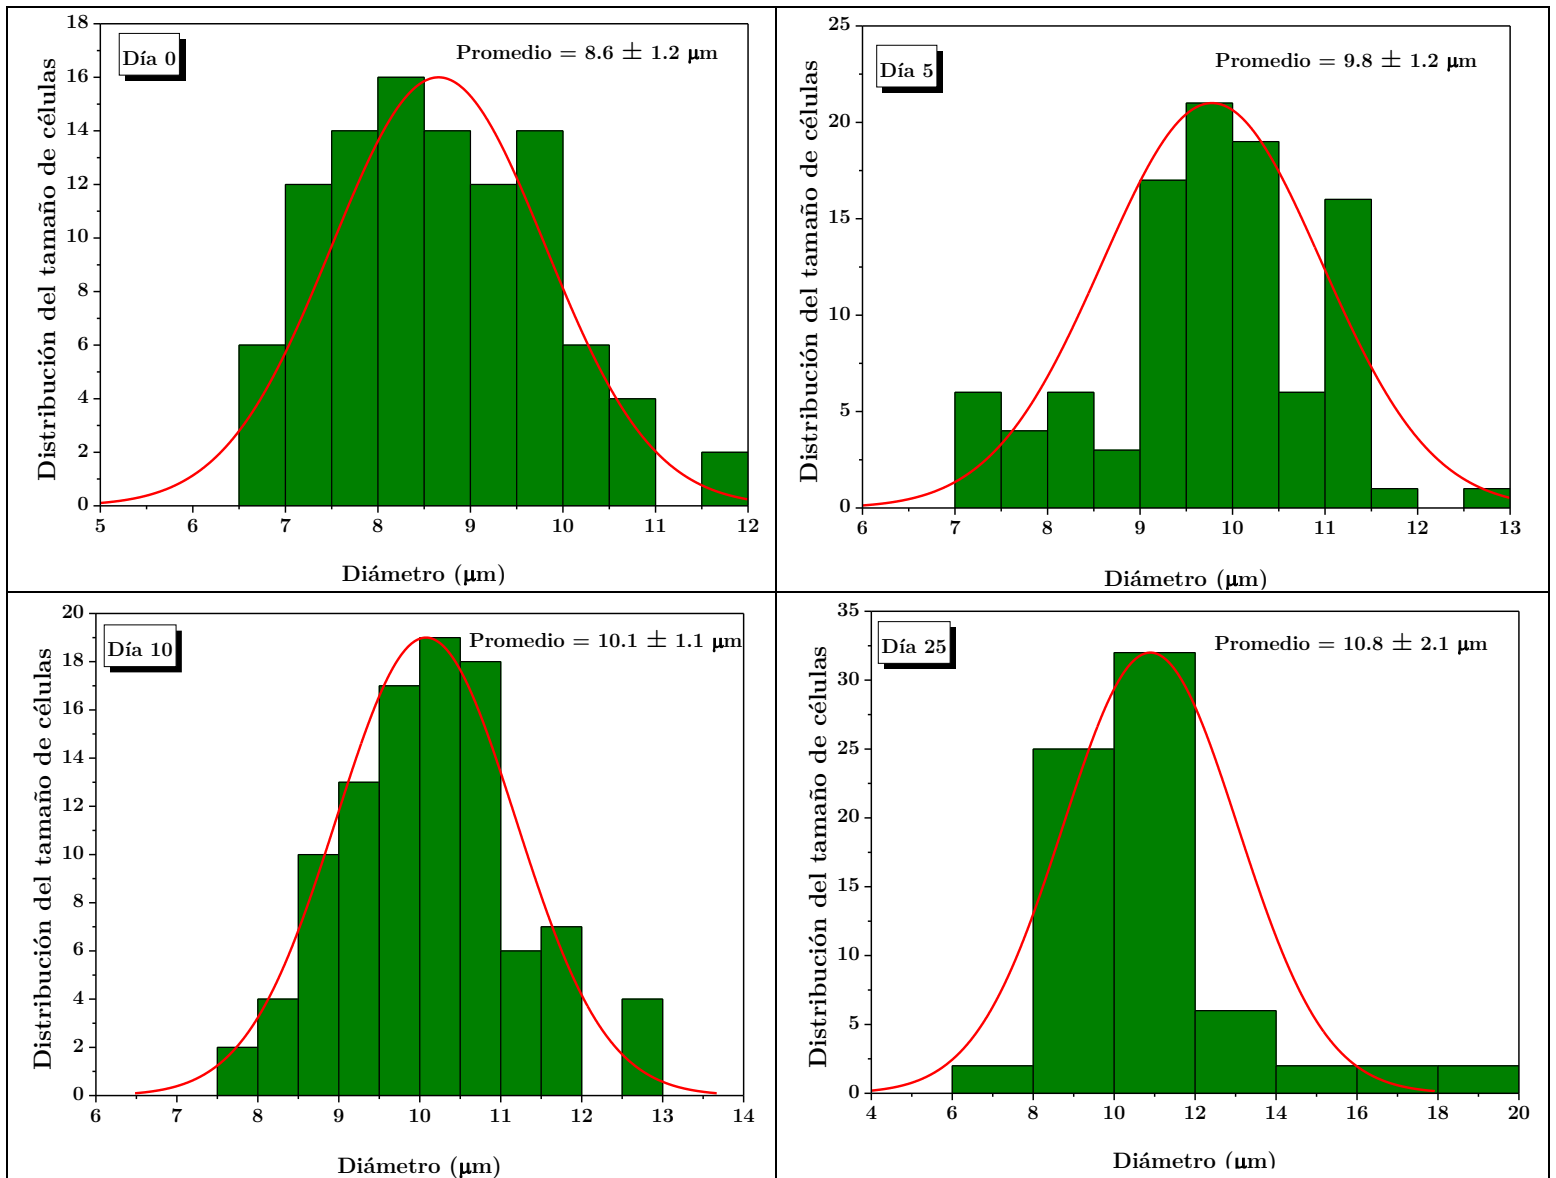 Día 0
Promedio = 8.6 ± 1.2 μm
Distribución del tamaño de células
18
16
14
12
10
8
6
4
2
0
5 6 7 8 9 10 11 12
Diámetro (μm)
Día 5
Promedio = 9.8 ± 1.2 μm
Distribución del tamaño de células
25
20
15
10
5
0
6 7 8 9 10 11 12 13
Diámetro (μm)
Día 10
Promedio = 10.1 ± 1.1 μm
Distribución del tamaño de células
20
18
16
14
12
10
8
6
4
2
0
6 7 8 9 10 11 12 13 14
Diámetro (μm)
Día 25
Promedio = 10.8 ± 2.1 μm
Distribución del tamaño de células
35
30
25
20
15
10
5
0
4 6 8 10 12 14 16 18 20
Diámetro (μm)